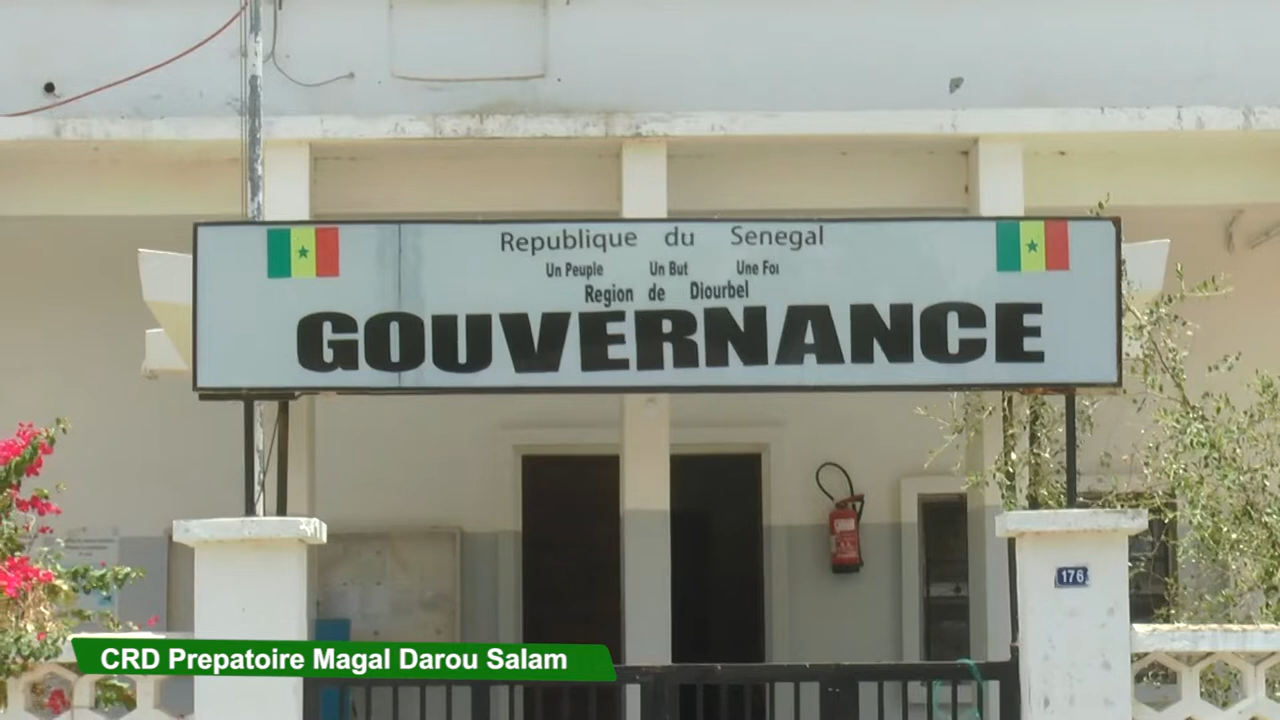 Republique du Senegal
Un Peuple Un But Une Foi
Region de Diourbel
GOUVERNANCE
176
CRD Prepatoire Magal Darou Salam